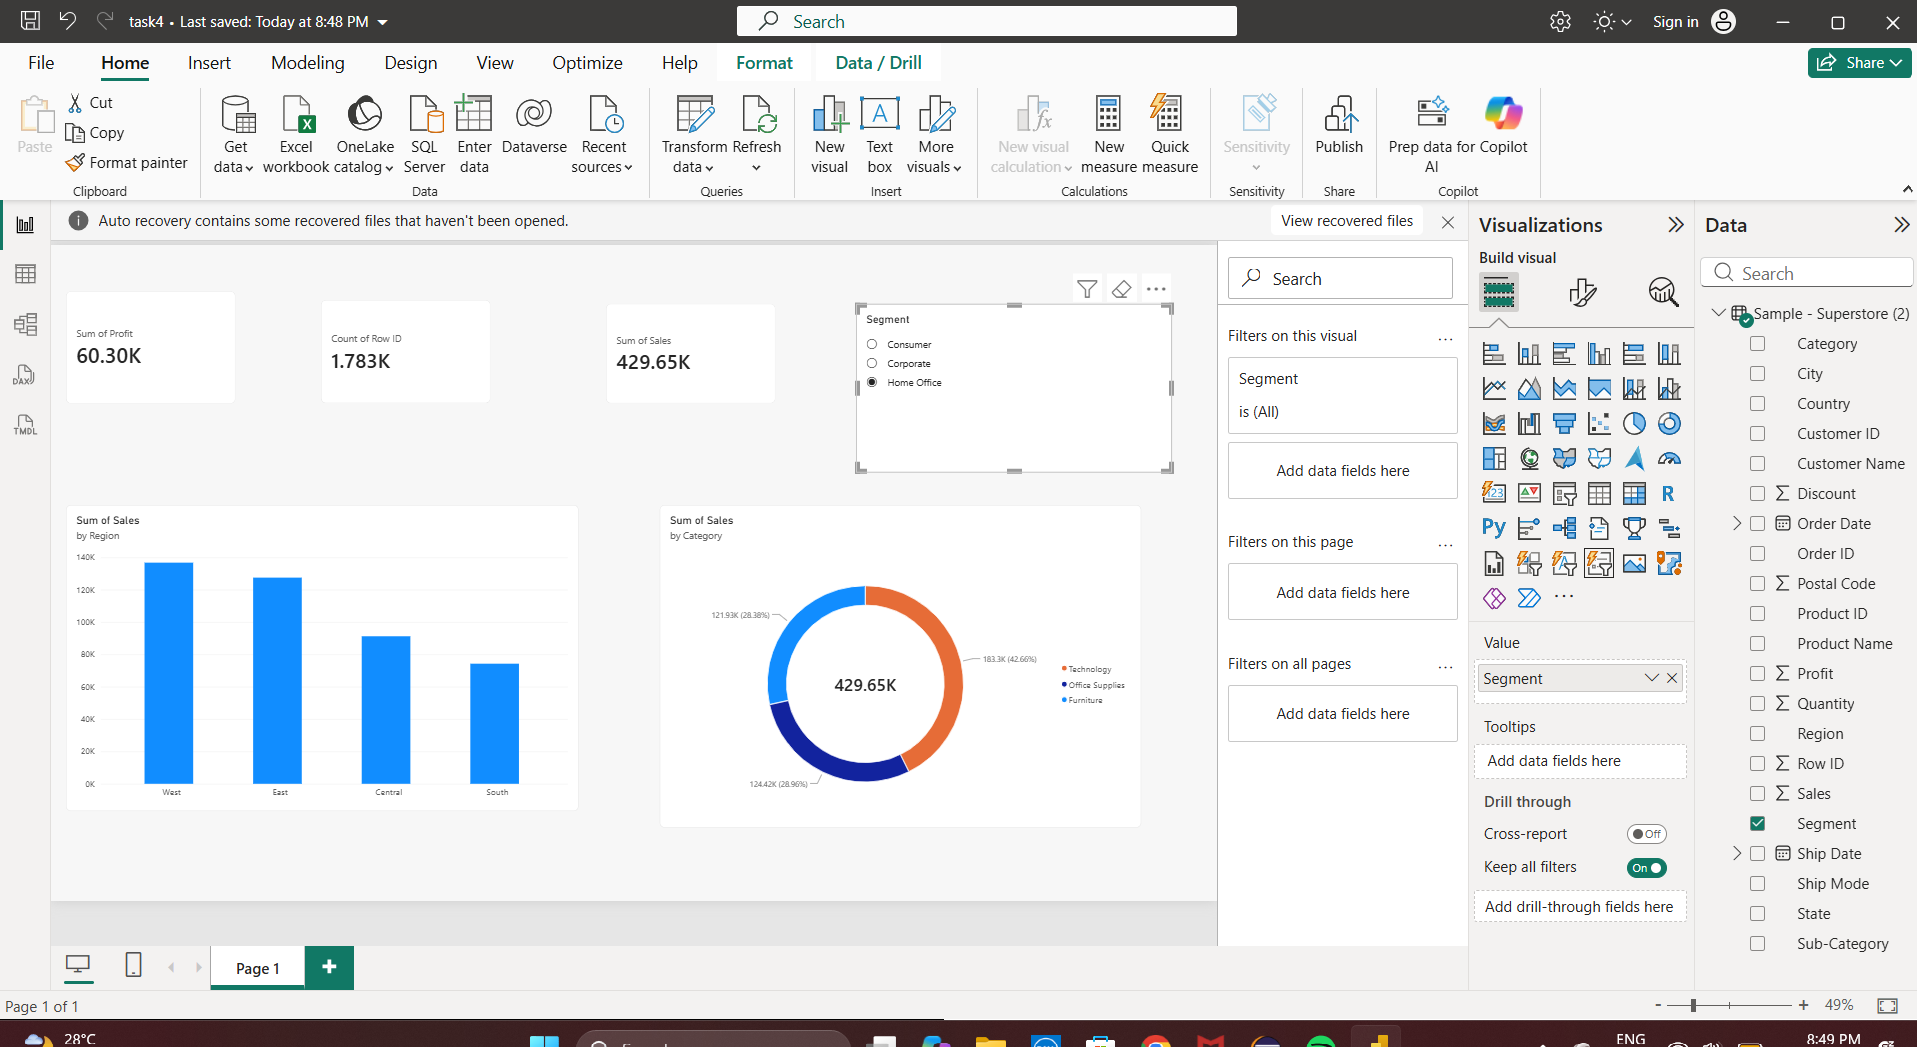 task4 • Last saved: Today at 8:48 PM
Search
Sign in
File
Home
Insert
Modeling
Design
View
Optimize
Help
Format
Data / Drill
Share
Paste
Cut
Copy
Format painter
Clipboard
Get data
Excel workbook
OneLake catalog
SQL Server
Enter data
Dataverse
Recent sources
Data
Transform data
Refresh
Queries
New visual
Text box
More visuals
Insert
New visual calculation
New measure
Quick measure
Calculations
Sensitivity
Sensitivity
Publish
Share
Prep data for AI
Copilot
Copilot
Auto recovery contains some recovered files that haven't been opened.
View recovered files
DAX
TMDL
Sum of Profit
60.30K
Count of Row ID
1.783K
Sum of Sales
429.65K
Segment
Consumer
Corporate
Home Office
Sum of Sales
by Region
140K
120K
100K
80K
60K
40K
20K
0K
West
East
Central
South
Sum of Sales
by Category
121.93K (28.38%)
183.3K (42.66%)
124.42K (28.96%)
429.65K
Technology
Office Supplies
Furniture
Search
Filters on this visual
Segment
is (All)
Add data fields here
Filters on this page
Add data fields here
Filters on all pages
Add data fields here
Visualizations
Build visual
123
R
Py
Value
Segment
Tooltips
Add data fields here
Drill through
Cross-report
Off
Keep all filters
On
Add drill-through fields here
Data
Search
Sample - Superstore (2)
Category
City
Country
Customer ID
Customer Name
Discount
Order Date
Order ID
Postal Code
Product ID
Product Name
Profit
Quantity
Region
Row ID
Sales
Segment
Ship Date
Ship Mode
State
Sub-Category
Page 1
Page 1 of 1
49%
28°C
ENG
8:49 PM